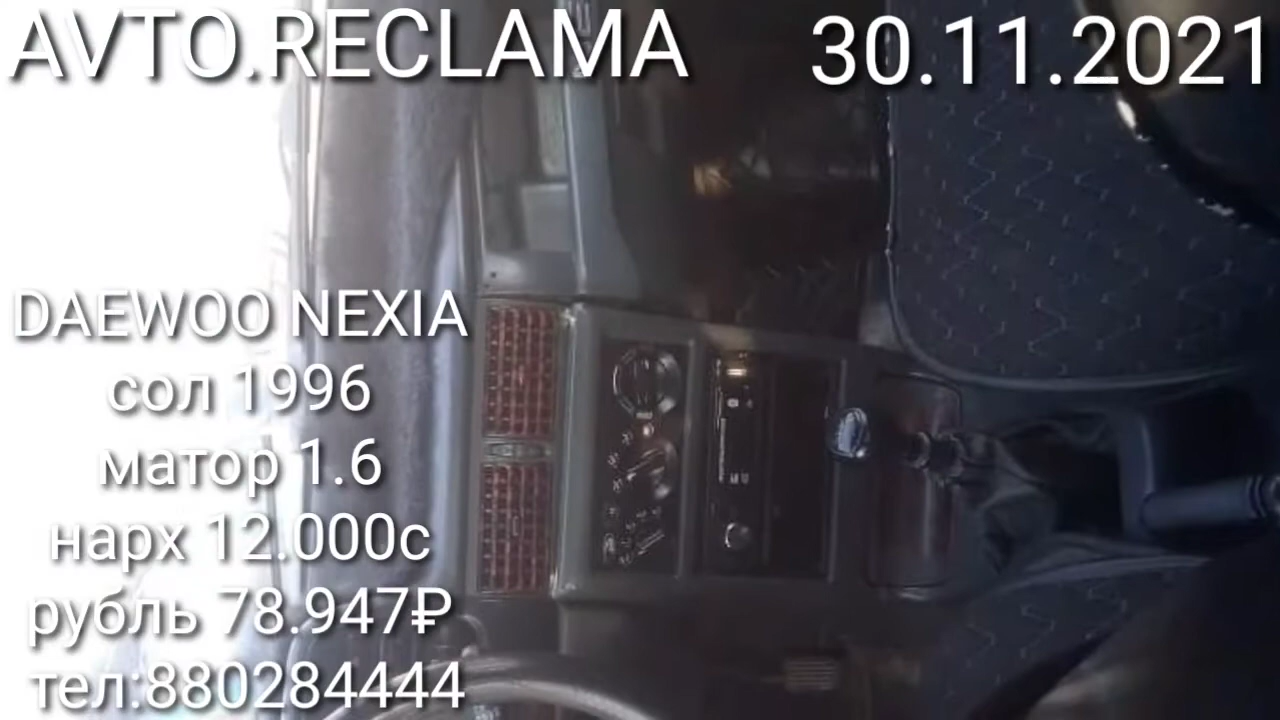 AVTO.RECLAMA 30.11.2021
DAEWOO NEXIA
сол 1996
матор 1.6
нарх 12.000с
рубль 78.947₽
тел:880284444